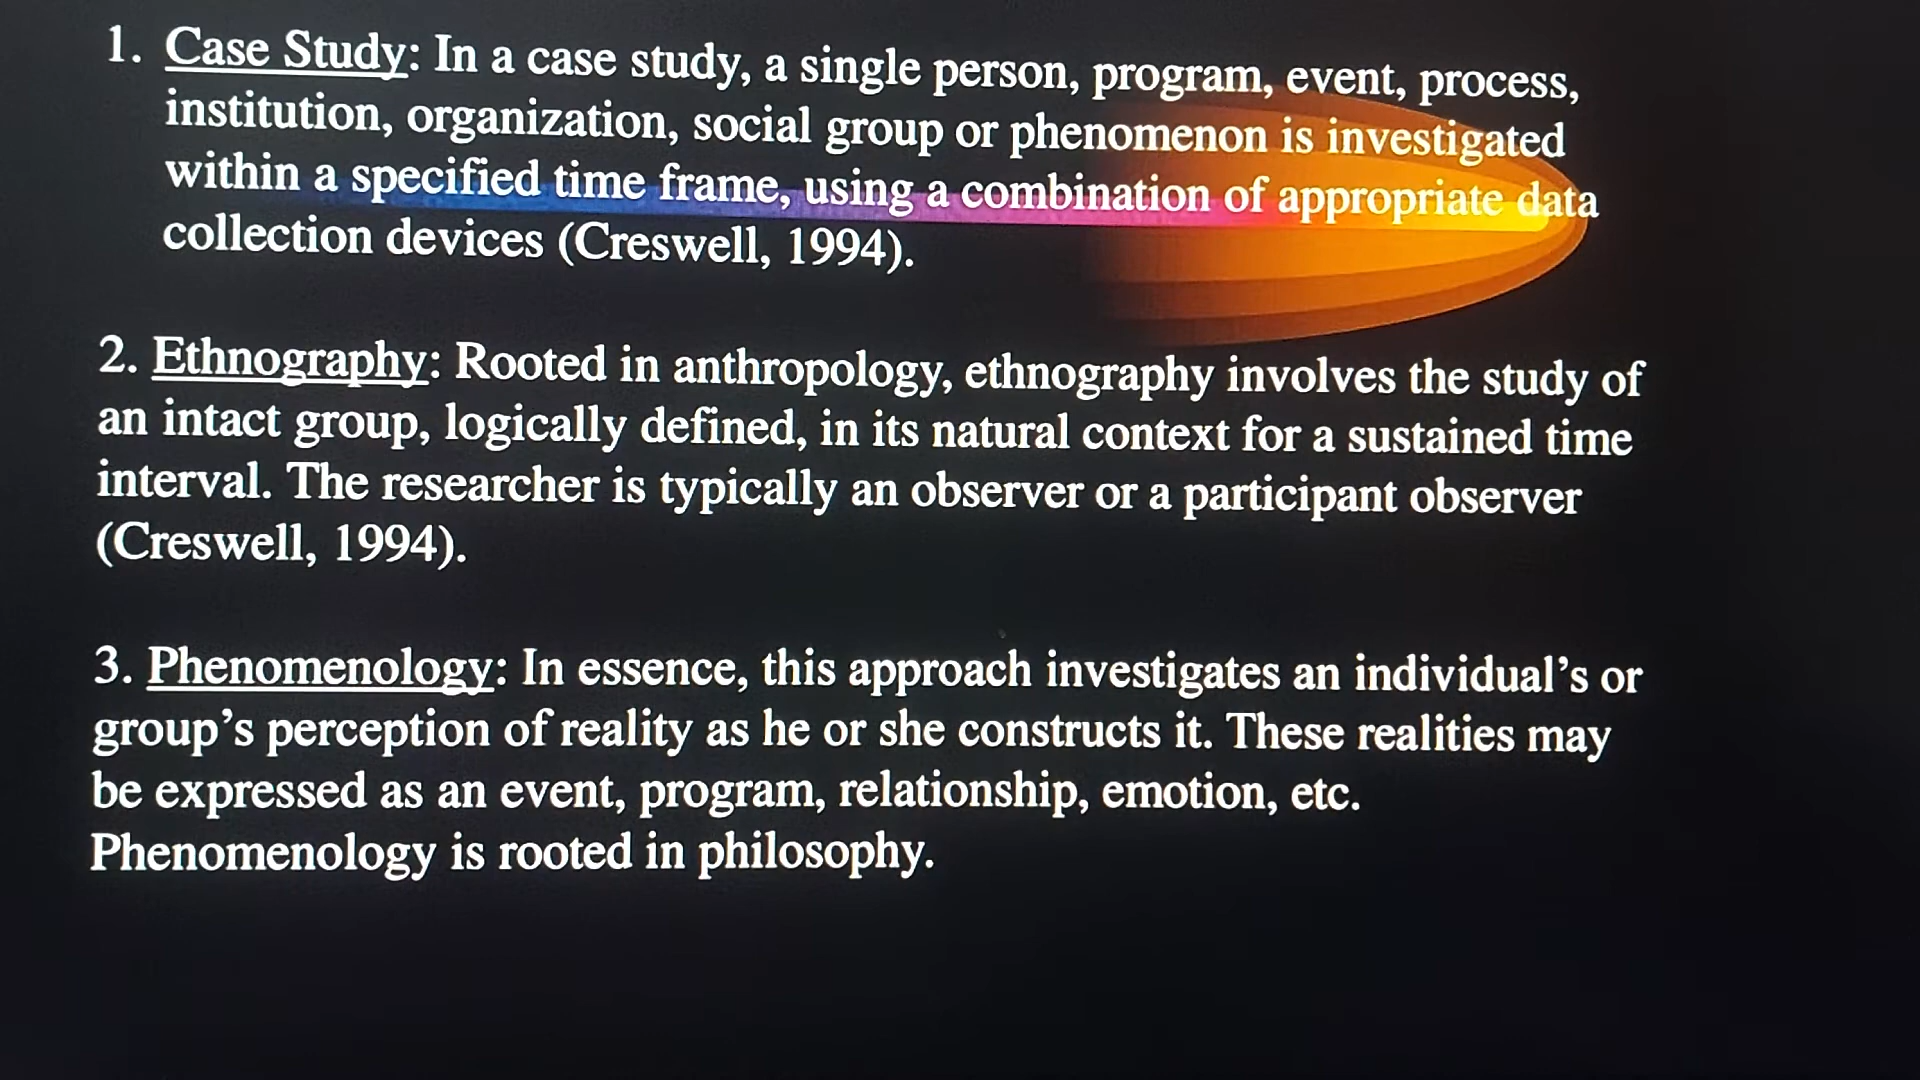 1. Case Study: In a case study, a single person, program, event, process,
institution, organization, social group or phenomenon is investigated
within a specified time frame, using a combination of appropriate data
collection devices (Creswell, 1994).
2. Ethnography: Rooted in anthropology, ethnography involves the study of
an intact group, logically defined, in its natural context for a sustained time
interval. The researcher is typically an observer or a participant observer
(Creswell, 1994).
3. Phenomenology: In essence, this approach investigates an individual’s or
group’s perception of reality as he or she constructs it. These realities may
be expressed as an event, program, relationship, emotion, etc.
Phenomenology is rooted in philosophy.